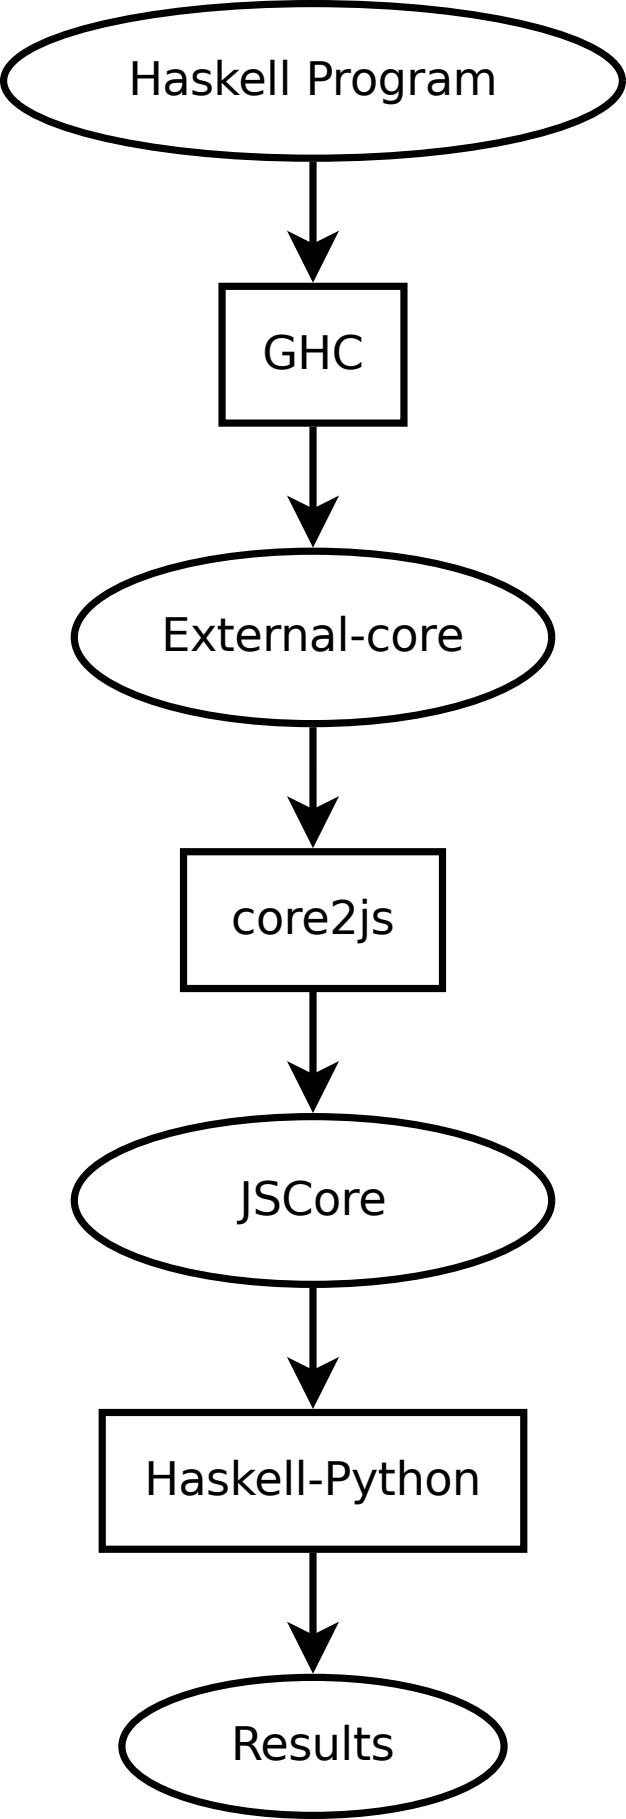 Haskell Program
GHC
External-core
core2js
JSCore
Haskell-Python
Results